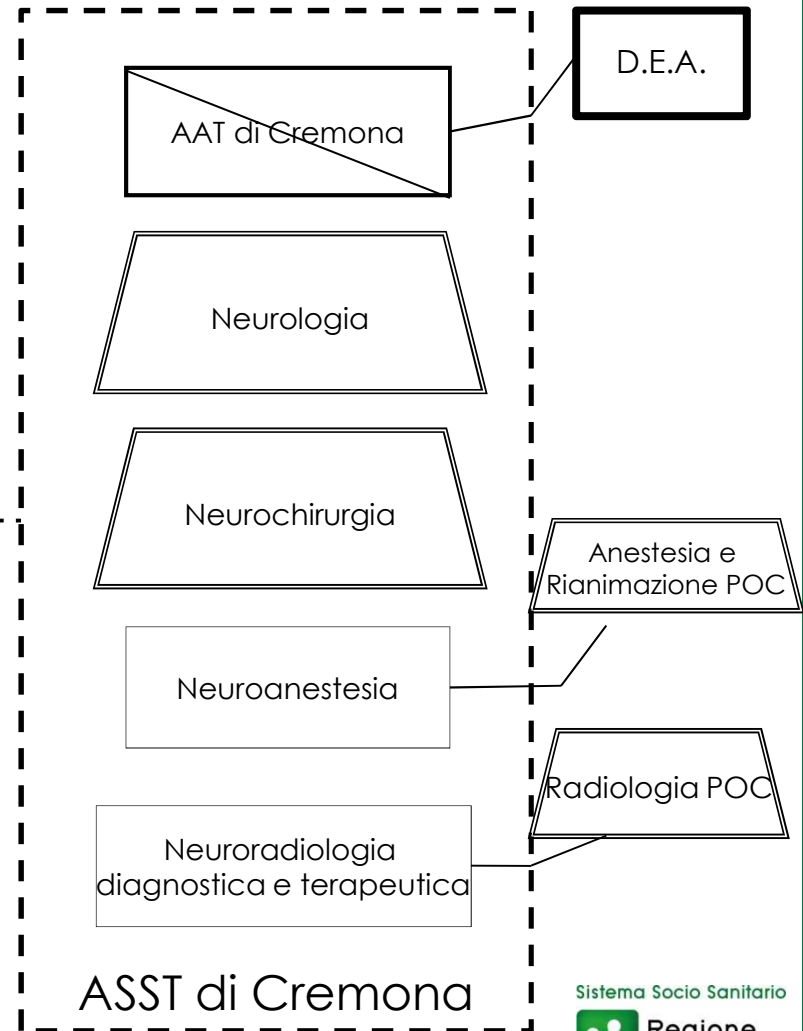 D.E.A.
AAT di Cremona
Neurologia
Neurochirurgia
Anestesia e
Rianimazione POC
Neuroanestesia
Radiologia POC
Neuroradiologia
diagnostica e terapeutica
ASST di Cremona
Sistema Socio Sanitario
Regione